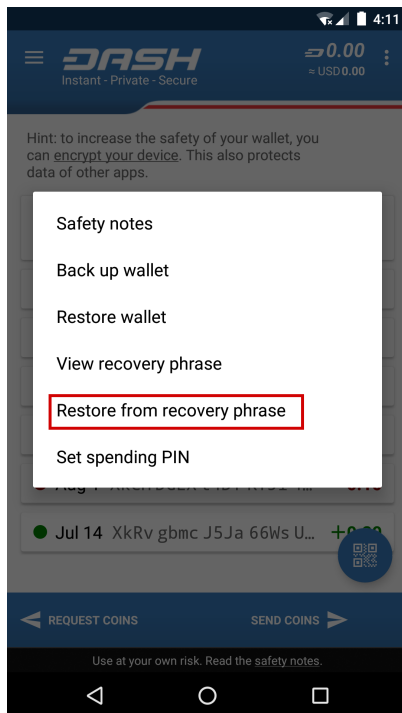 4:11
DASH
Instant - Private - Secure
0.00
≈ USD 0.00
Hint: to increase the safety of your wallet, you
can encrypt your device. This also protects
data of other apps.
Safety notes
Back up wallet
Restore wallet
View recovery phrase
Restore from recovery phrase
Set spending PIN
Jul 14 XkRv gbmc J5Ja 66Ws U...
REQUEST COINS
SEND COINS
Use at your own risk. Read the safety notes.